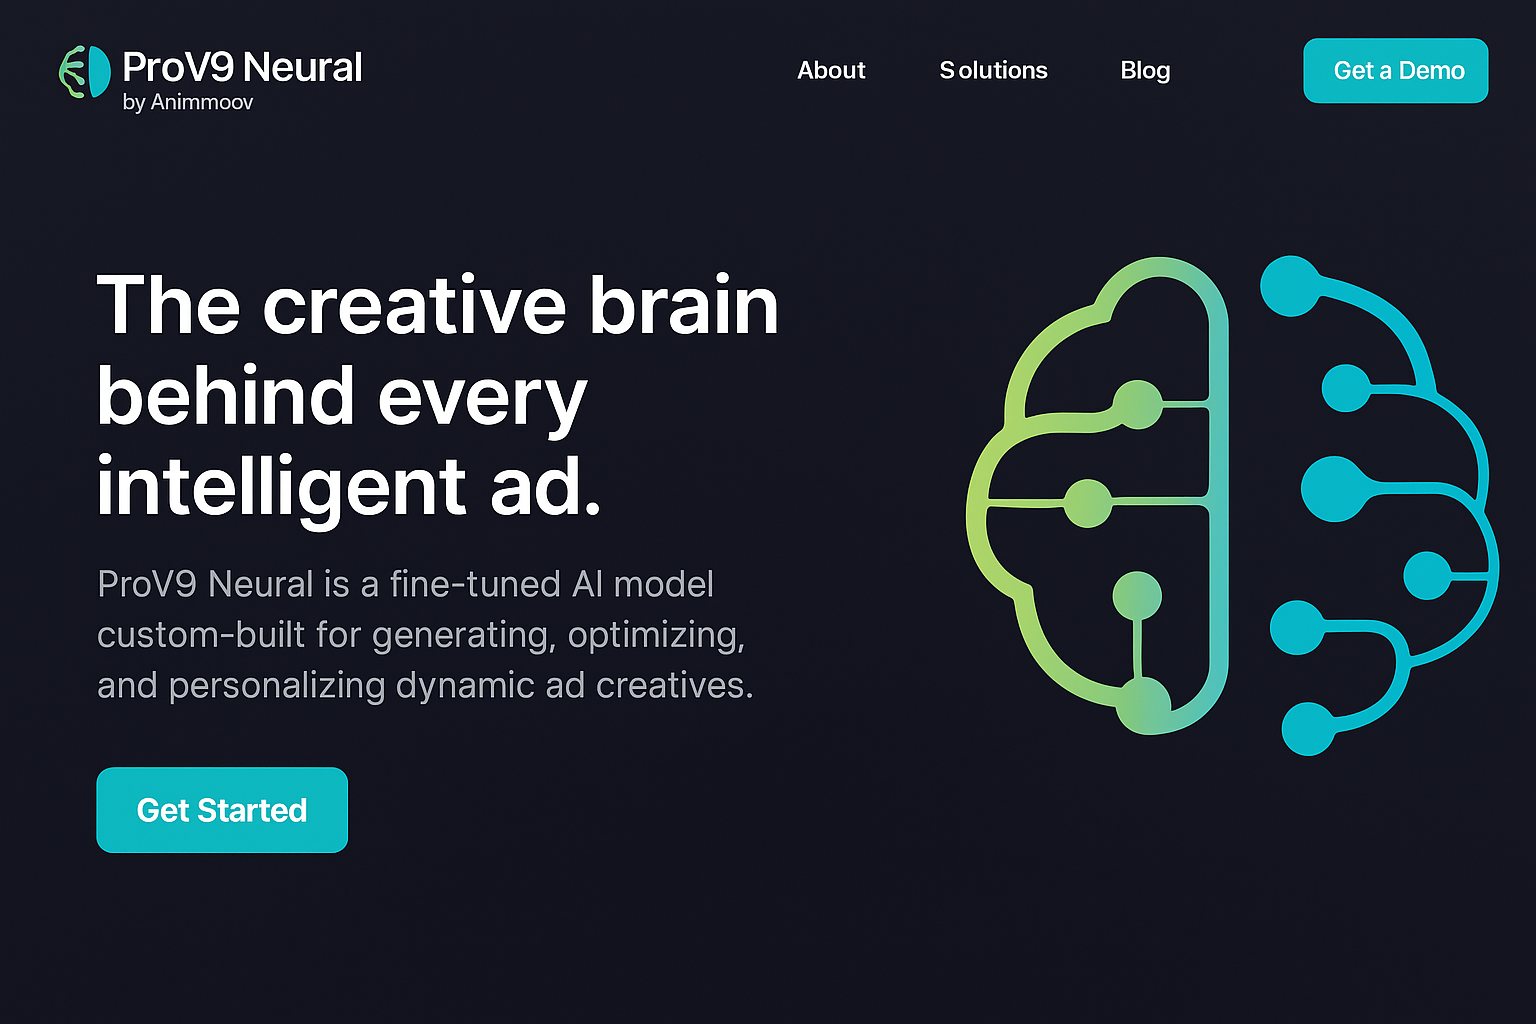 ProV9 Neural
by Animmoov
About
Solutions
Blog
Get a Demo
The creative brain
behind every
intelligent ad.
ProV9 Neural is a fine-tuned AI model
custom-built for generating, optimizing,
and personalizing dynamic ad creatives.
Get Started